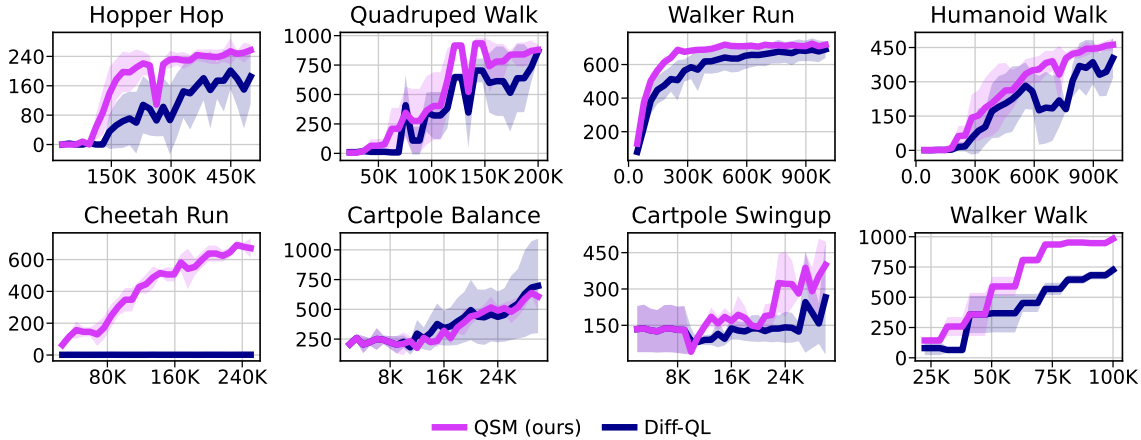 Hopper Hop
240
160
80
0
150K 300K 450K
Quadruped Walk
1000
750
500
250
0
50K 100K 150K 200K
Walker Run
600
400
200
0.0 300K 600K 900K
Humanoid Walk
450
300
150
0
0.0 300K 600K 900K
Cheetah Run
600
400
200
0
80K 160K 240K
Cartpole Balance
1000
750
500
250
8K 16K 24K
Cartpole Swingup
450
300
150
8K 16K 24K
Walker Walk
1000
750
500
250
0
25K 50K 75K 100K
QSM (ours) Diff-QL